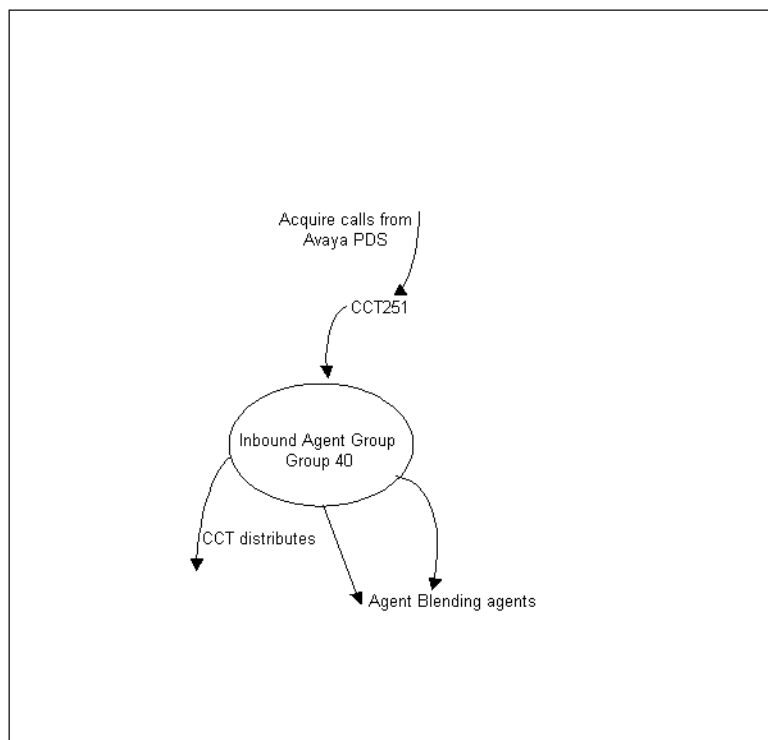 Acquire calls from
Avaya PDS
CCT251
Inbound Agent Group
Group 40
CCT distributes
Agent Blending agents